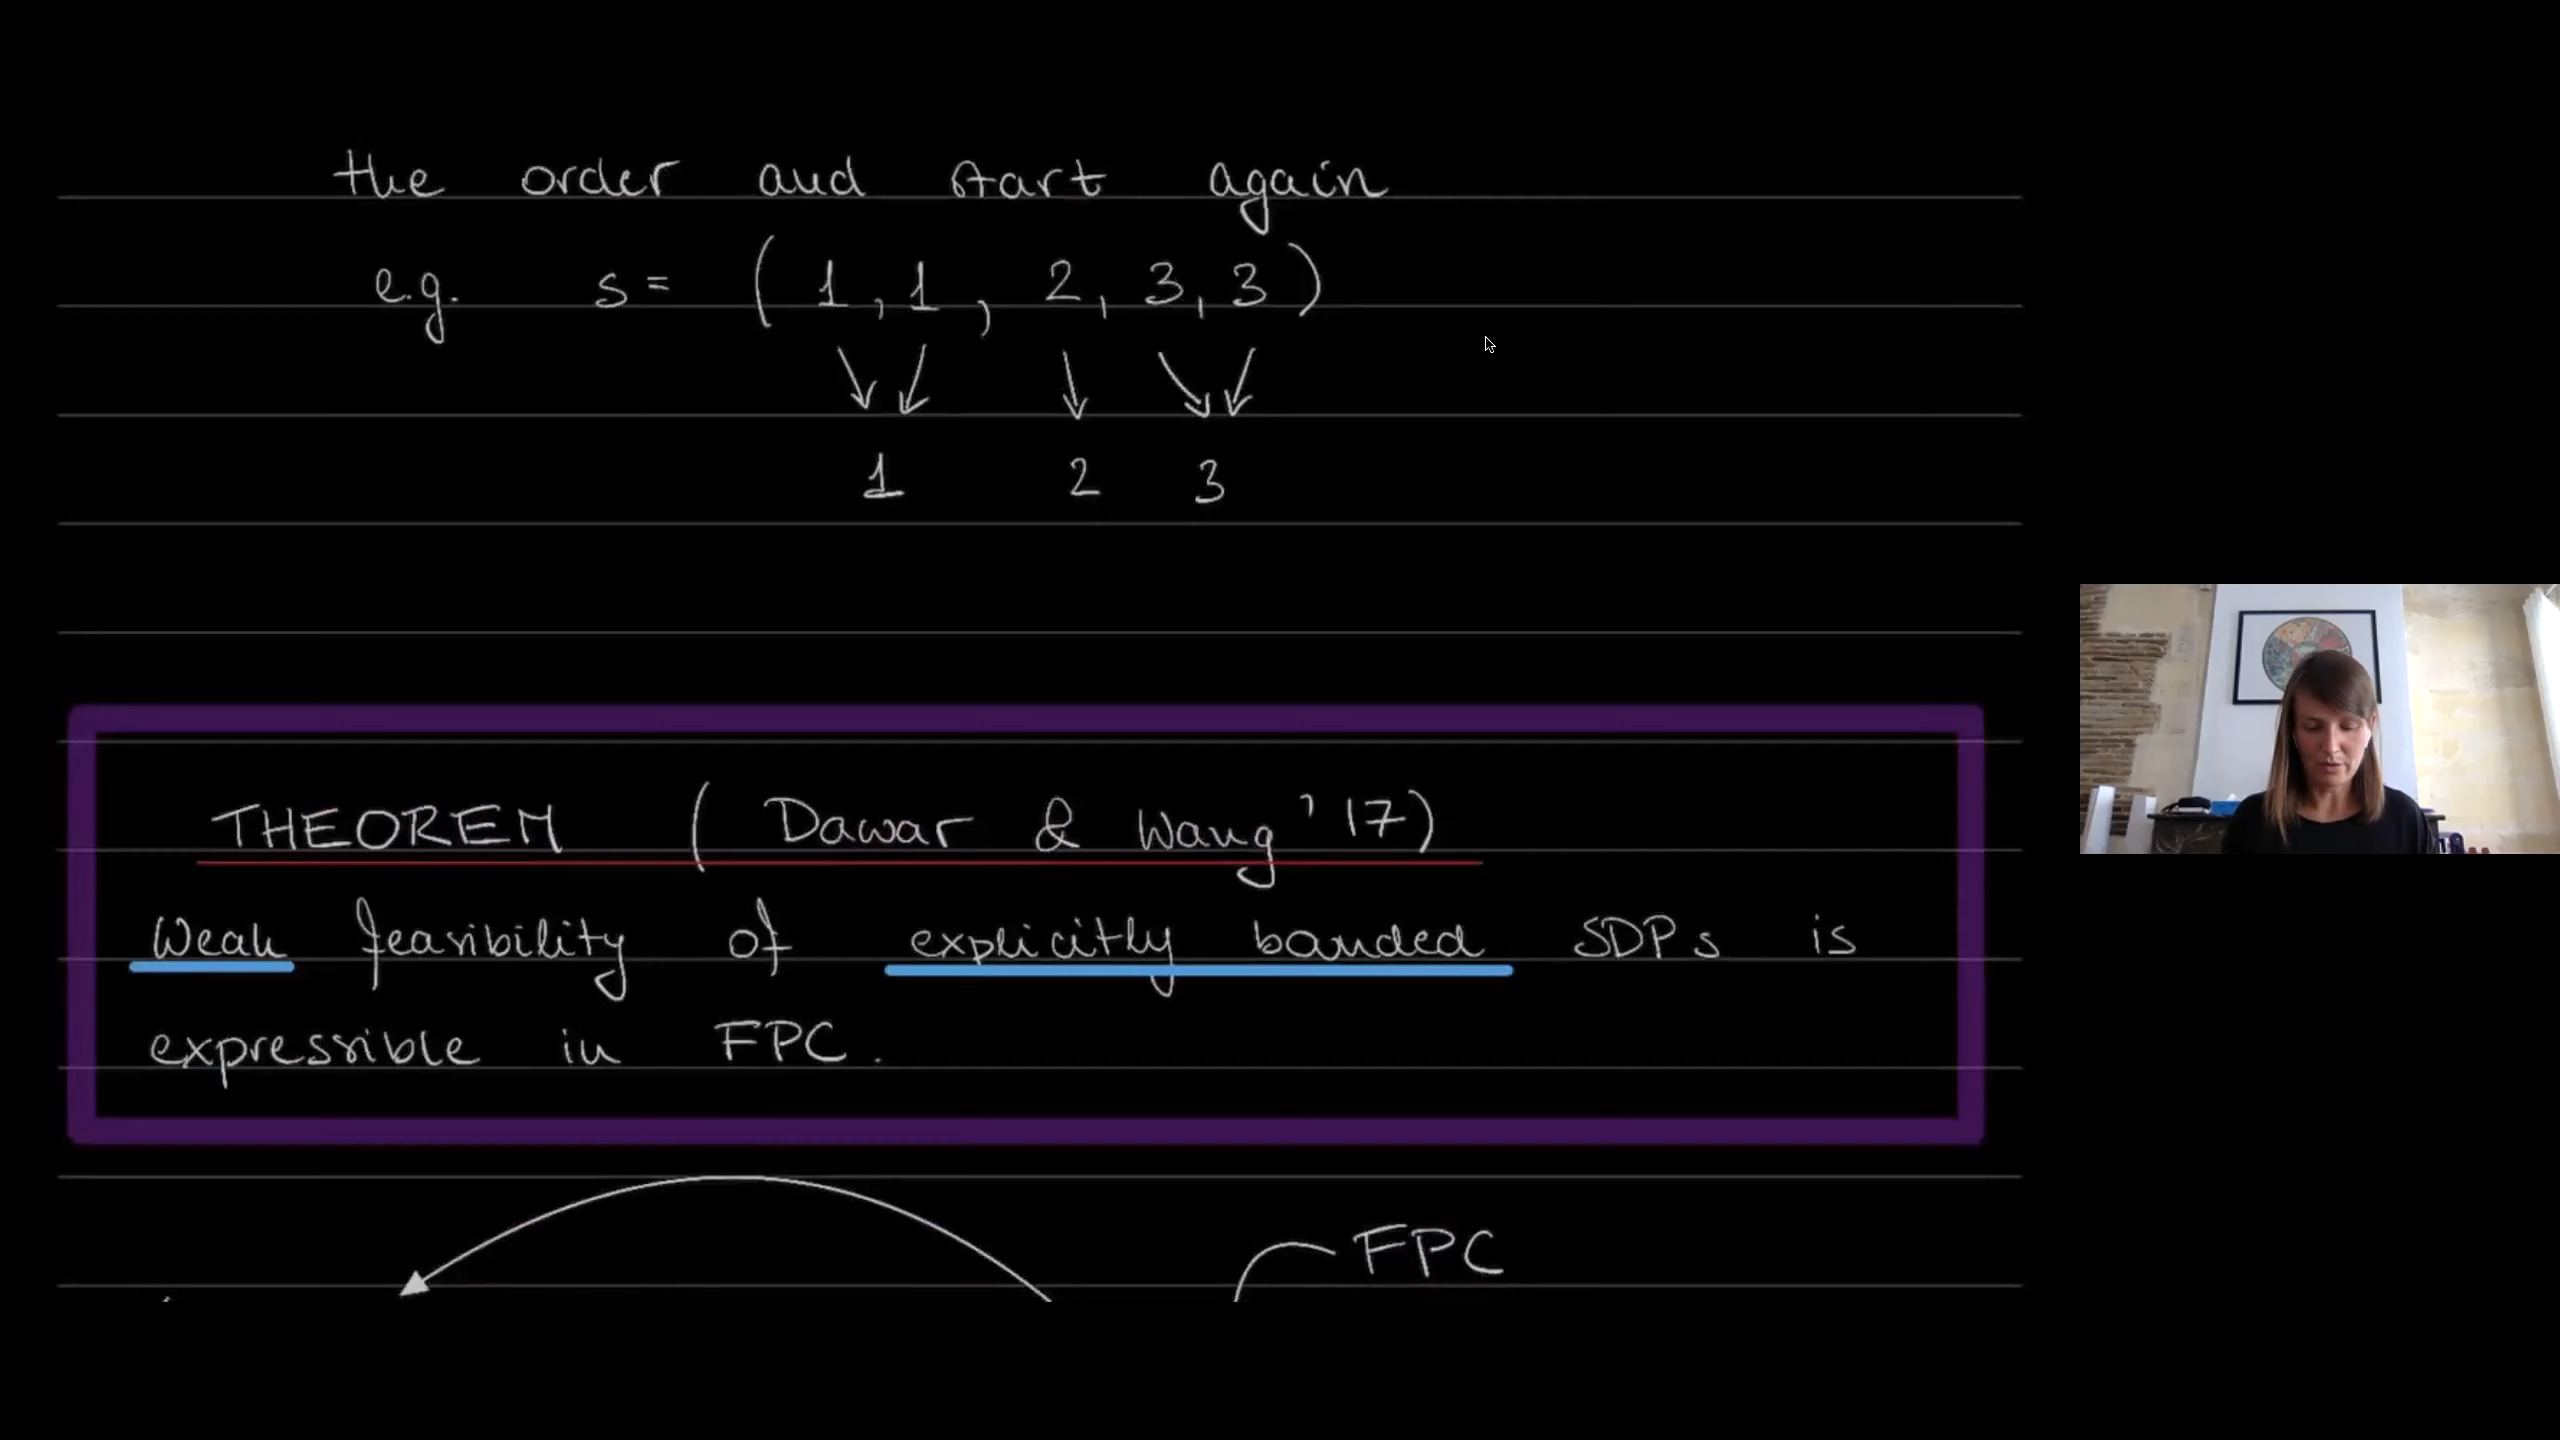 the order and start again
e.g. s= ( 1 , 1 , 2 , 3 , 3 )
1 2 3
THEOREM ( Dawar & Wang '17)
Weak feasibility of explicitly bounded SDPs is
expressible in FPC .
FPC